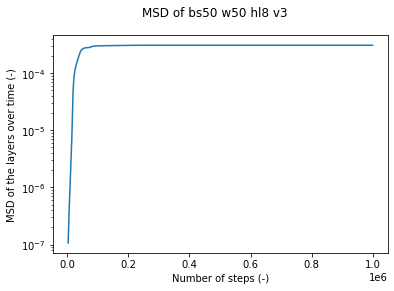 MSD of bs50 w50 hl8 v3
MSD of the layers over time (-)
10⁻⁴
10⁻⁵
10⁻⁶
10⁻⁷
0.0 0.2 0.4 0.6 0.8 1.0
1e6
Number of steps (-)